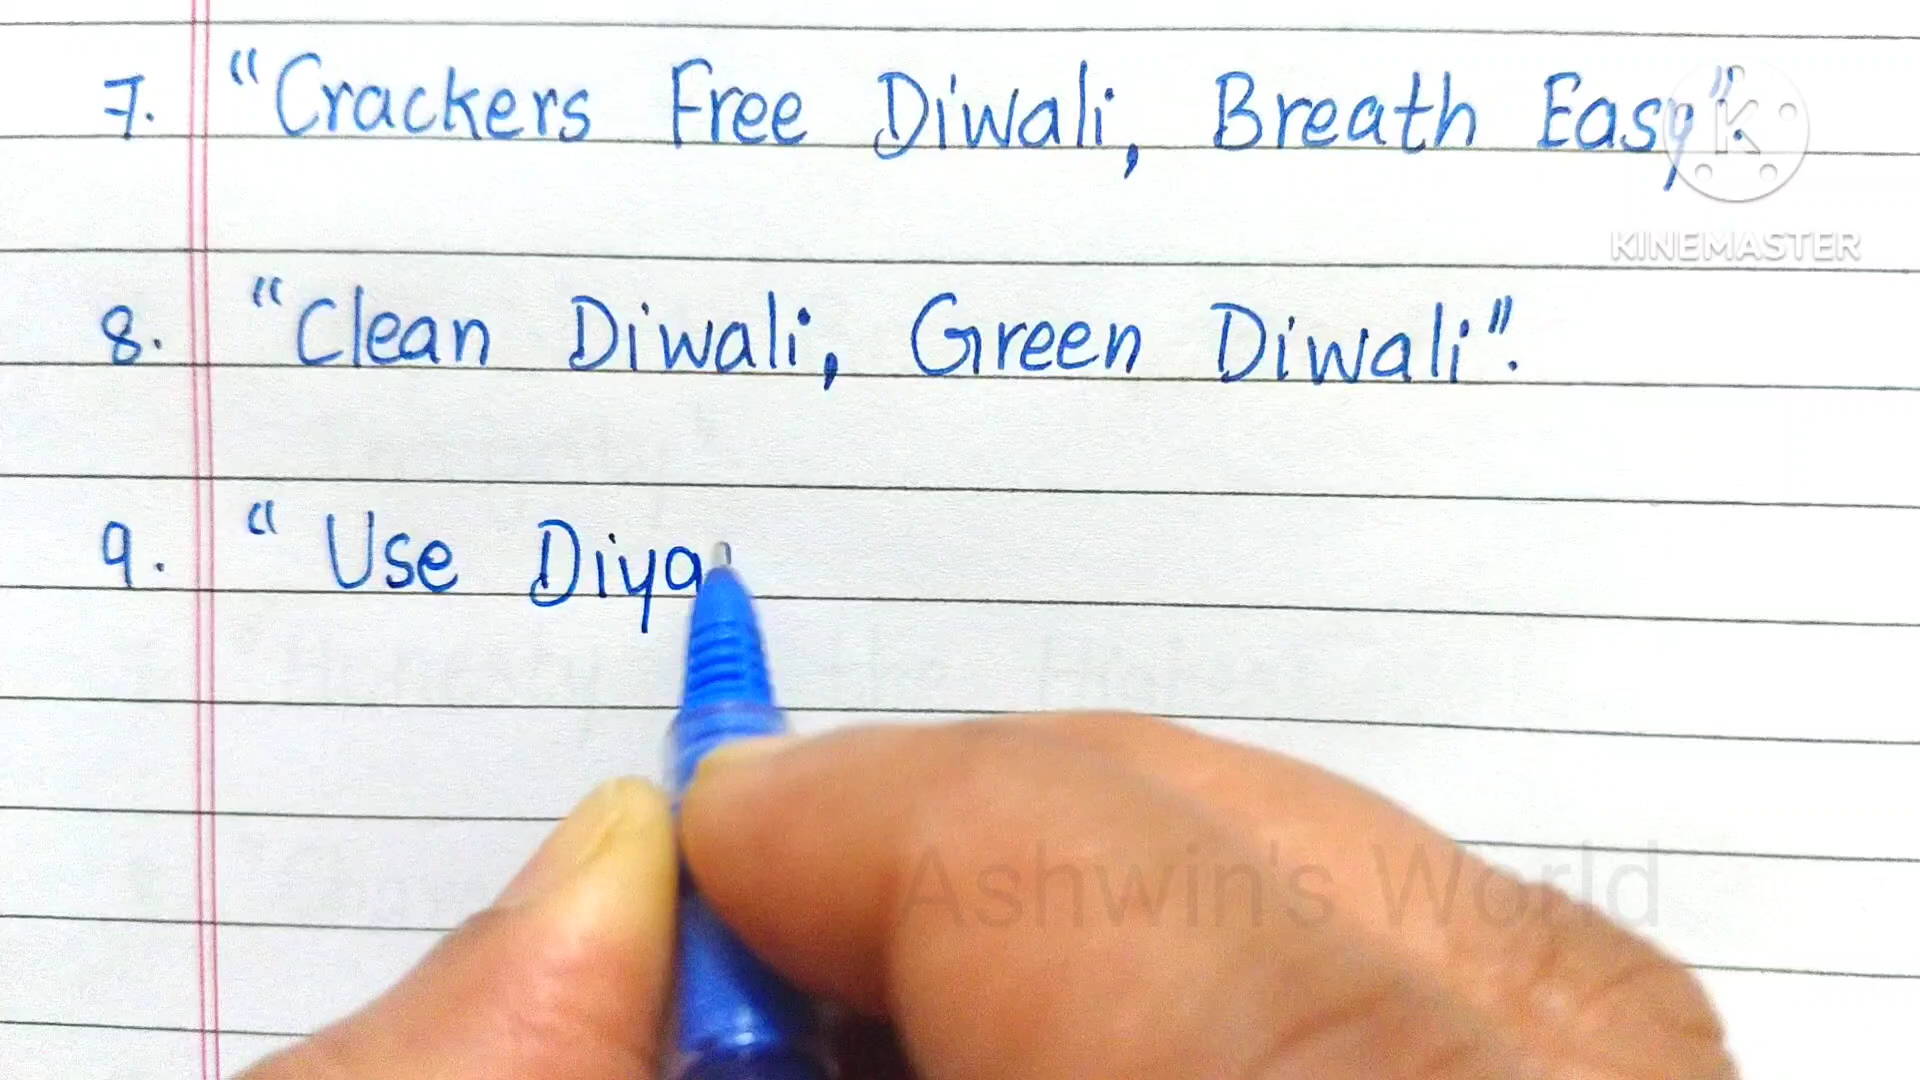 7. "Crackers Free Diwali, Breath Easy".
KINEMASTER
8. "Clean Diwali, Green Diwali".
9. "Use Diya
Ashwin's World